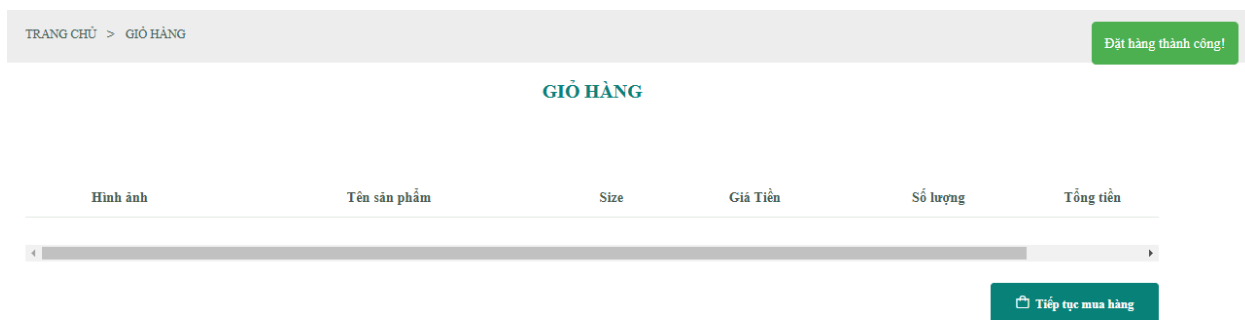 TRANG CHỦ > GIỎ HÀNG
Đặt hàng thành công!
GIỎ HÀNG
Hình ảnh Tên sản phẩm Size Giá Tiền Số lượng Tổng tiền
Tiếp tục mua hàng